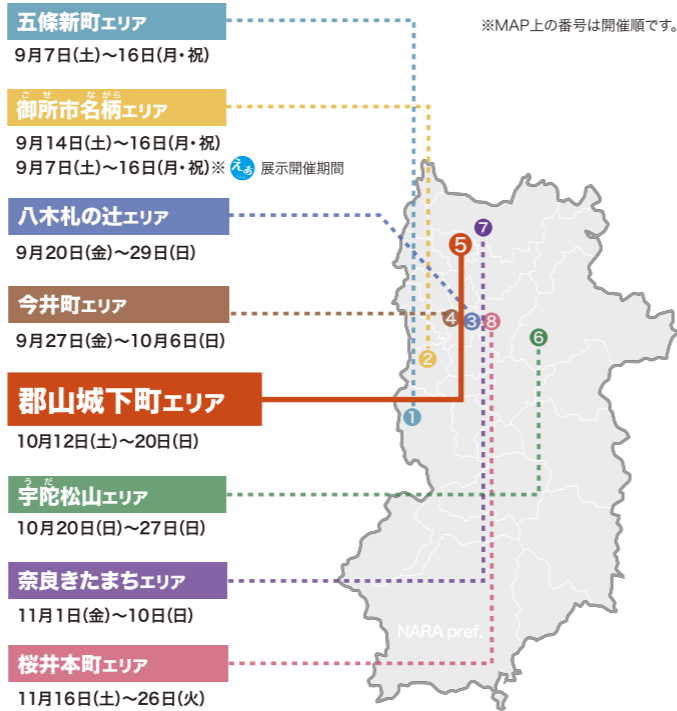 五條新町エリア
※MAP上の番号は開催順です。
9月7日(土)〜16日(月・祝)
ごせ ながら
御所市名柄エリア
9月14日(土)〜16日(月・祝)
9月7日(土)〜16日(月・祝)※ えぁ 展示開催期間
八木札の辻エリア
9月20日(金)〜29日(日)
今井町エリア
9月27日(金)〜10月6日(日)
郡山城下町エリア
10月12日(土)〜20日(日)
うだ
宇陀松山エリア
10月20日(日)〜27日(日)
奈良きたまちエリア
11月1日(金)〜10日(日)
桜井本町エリア
11月16日(土)〜26日(火)
7
5
4 3 8
6
2
1
NARA pref.